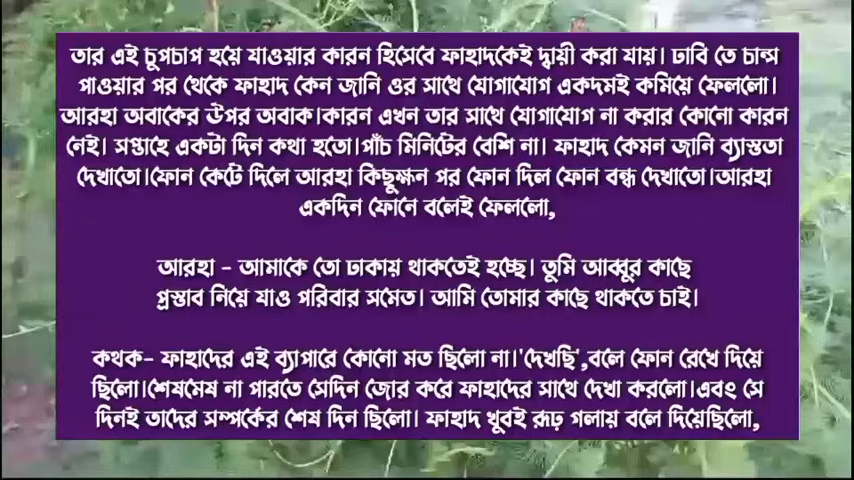 তার এই চুপচাপ হয়ে যাওয়ার কারন হিসেবে ফাহাদকেই দ্বায়ী করা যায়। ঢাবি তে চান্স
পাওয়ার পর থেকে ফাহাদ কেন জানি ওর সাথে যোগাযোগ একদমই কমিয়ে ফেললো।
আরহা অবাকের উপর অবাক।কারন এখন তার সাথে যোগাযোগ না করার কোনো কারন
নেই। সপ্তাহে একটা দিন কথা হতো।পাঁচ মিনিটের বেশি না। ফাহাদ কেমন জানি ব্যাস্ততা
দেখাতো।ফোন কেটে দিলে আরহা কিছুক্ষন পর ফোন দিল ফোন বন্ধ দেখাতো।আরহা
একদিন ফোনে বলেই ফেললো,
আরহা - আমাকে তো ঢাকায় থাকতেই হচ্ছে। তুমি আব্বুর কাছে
প্রস্তাব নিয়ে যাও পরিবার সমেত। আমি তোমার কাছে থাকতে চাই।
কথক- ফাহাদের এই ব্যাপারে কোনো মত ছিলো না।'দেখছি',বলে ফোন রেখে দিয়ে
ছিলো।শেষমেষ না পারতে সেদিন জোর করে ফাহাদের সাথে দেখা করলো।এবং সে
দিনই তাদের সম্পর্কের শেষ দিন ছিলো। ফাহাদ খুবই রূঢ় গলায় বলে দিয়েছিলো,